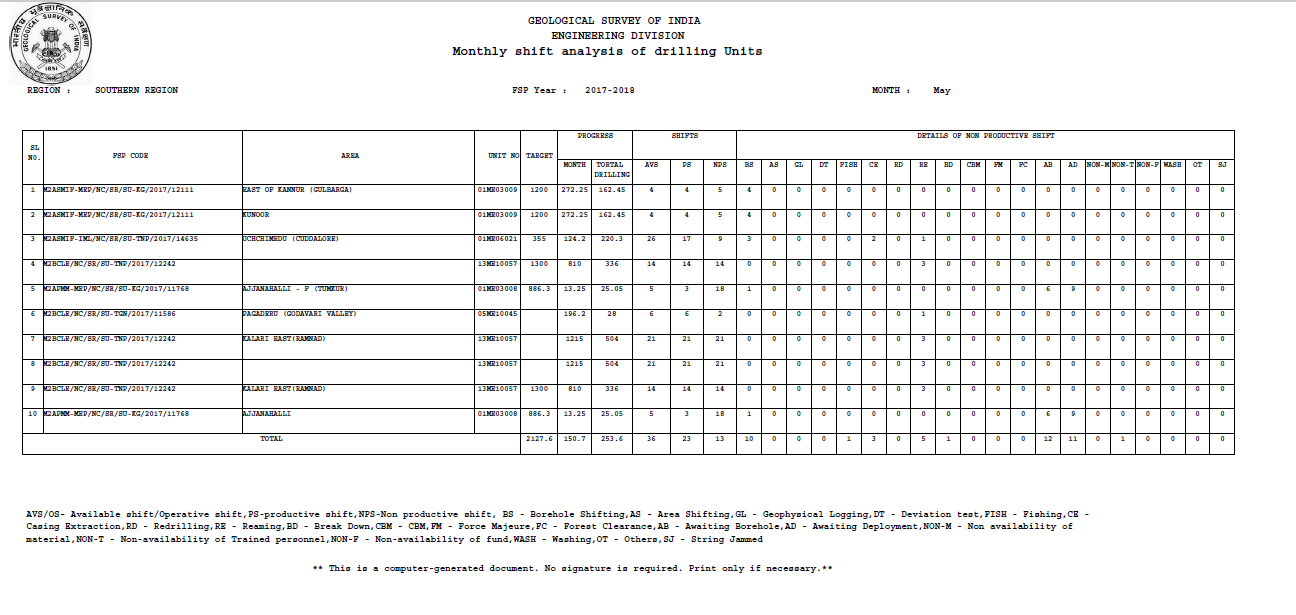 भारतीय भूवैज्ञानिक सर्वेक्षण
GEOLOGICAL SURVEY OF INDIA
1851
GEOLOGICAL SURVEY OF INDIA
ENGINEERING DIVISION
Monthly shift analysis of drilling Units
REGION : SOUTHERN REGION FSP Year : 2017-2018 MONTH : May
PROGRESS SHIFTS DETAILS OF NON PRODUCTIVE SHIFT
SL NO. FSP CODE AREA UNIT NO TARGET MONTH TORTAL DRILLING AVS PS NPS BS AS GL DT FISH CE RD RE BD CBM FM FC AB AD NON-M NON-T NON-F WASH OT SJ
1 M2ASMIF-MEP/NC/SR/SU-KG/2017/12111 EAST OF KANNUR (GULBARGA) 01ME03009 1200 272.25 162.45 4 4 5 4 0 0 0 0 0 0 0 0 0 0 0 0 0 0 0 0 0 0 0
2 M2ASMIF-MEP/NC/SR/SU-KG/2017/12111 KUNOOR 01ME03009 1200 272.25 162.45 4 4 5 4 0 0 0 0 0 0 0 0 0 0 0 0 0 0 0 0 0 0 0
3 M2ASMIF-IML/NC/SR/SU-TNP/2017/14635 UCHCHIMEDU (CUDDALORE) 01ME06021 355 124.2 220.3 26 17 9 3 0 0 0 0 2 0 1 0 0 0 0 0 0 0 0 0 0 0 0
4 M2BCLE/NC/SR/SU-TNP/2017/12242 13ME10057 1300 810 336 14 14 14 0 0 0 0 0 0 0 3 0 0 0 0 0 0 0 0 0 0 0 0
5 M2APMM-MEP/NC/SR/SU-KG/2017/11768 AJJANAHALLI - F (TUMKUR) 01ME03008 886.3 13.25 25.05 5 3 18 1 0 0 0 0 0 0 0 0 0 0 0 6 9 0 0 0 0 0 0
6 M2BCLE/NC/SR/SU-TGN/2017/11586 PAGADERU (GODAVARI VALLEY) 05ME10045 196.2 28 6 6 2 0 0 0 0 0 0 0 1 0 0 0 0 0 0 0 0 0 0 0 0
7 M2BCLE/NC/SR/SU-TNP/2017/12242 KALARI EAST(RAMNAD) 13ME10057 1215 504 21 21 21 0 0 0 0 0 0 0 3 0 0 0 0 0 0 0 0 0 0 0 0
8 M2BCLE/NC/SR/SU-TNP/2017/12242 13ME10057 1215 504 21 21 21 0 0 0 0 0 0 0 3 0 0 0 0 0 0 0 0 0 0 0 0
9 M2BCLE/NC/SR/SU-TNP/2017/12242 KALARI EAST(RAMNAD) 13ME10057 1300 810 336 14 14 14 0 0 0 0 0 0 0 3 0 0 0 0 0 0 0 0 0 0 0 0
10 M2APMM-MEP/NC/SR/SU-KG/2017/11768 AJJANAHALLI 01ME03008 886.3 13.25 25.05 5 3 18 1 0 0 0 0 0 0 0 0 0 0 0 6 9 0 0 0 0 0 0
TOTAL 2127.6 150.7 253.6 36 23 13 10 0 0 0 1 3 0 5 1 0 0 0 12 11 0 1 0 0 0 0
AVS/OS- Available shift/Operative shift,PS-productive shift,NPS-Non productive shift, BS - Borehole Shifting,AS - Area Shifting,GL - Geophysical Logging,DT - Deviation test,FISH - Fishing,CE -
Casing Extraction,RD - Redrilling,RE - Reaming,BD - Break Down,CBM - CBM,FM - Force Majeure,FC - Forest Clearance,AB - Awaiting Borehole,AD - Awaiting Deployment,NON-M - Non availability of
material,NON-T - Non-availability of Trained personnel,NON-F - Non-availability of fund,WASH - Washing,OT - Others,SJ - String Jammed
** This is a computer-generated document. No signature is required. Print only if necessary.**